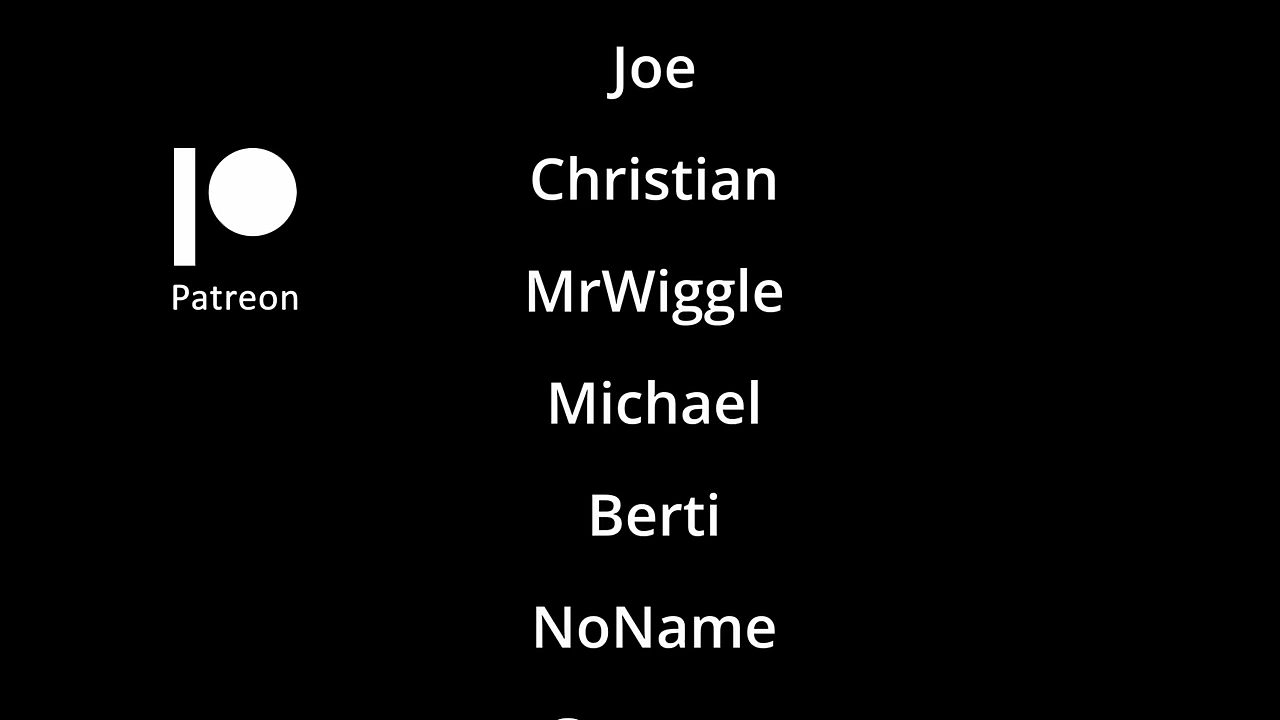 Joe
Christian
Patreon
MrWiggle
Michael
Berti
NoName